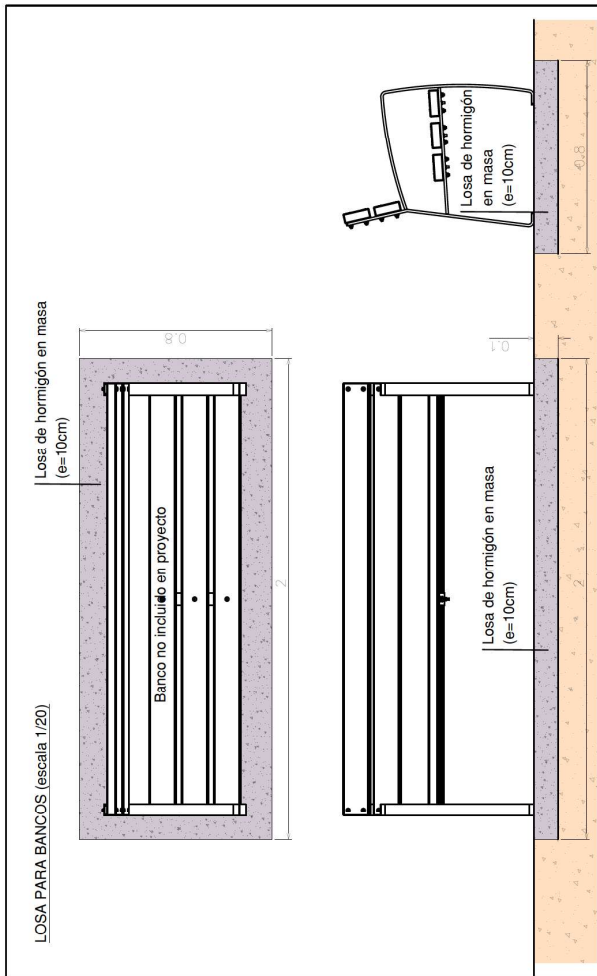 LOSA PARA BANCOS (escala 1/20)
Losa de hormigón en masa
(e=10cm)
0.8
Banco no incluido en proyecto
2
Losa de hormigón
en masa
(e=10cm)
0.8
0.1
Losa de hormigón en masa
(e=10cm)
2